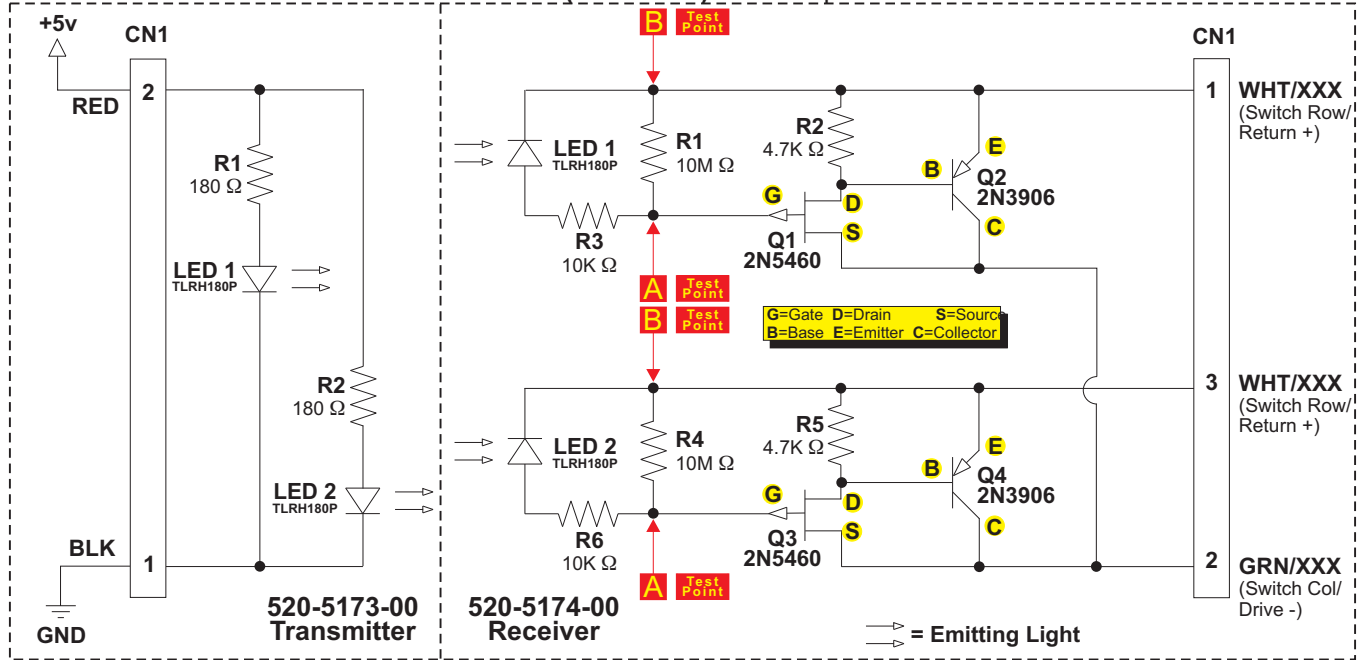 B Test Point
+5v
CN1
CN1
2
RED
R1
180 Ω
LED 1
TLRH180P
R2
180 Ω
LED 2
TLRH180P
BLK
1
GND
520-5173-00
Transmitter
LED 1
TLRH180P
R1
10M Ω
R3
10K Ω
R2
4.7K Ω
G
D
S
Q1
2N5460
B
E
Q2
2N3906
C
1
WHT/XXX
(Switch Row/
Return +)
A Test Point
B Test Point
G=Gate D=Drain S=Source
B=Base E=Emitter C=Collector
LED 2
TLRH180P
R4
10M Ω
R6
10K Ω
R5
4.7K Ω
G
D
S
Q3
2N5460
B
E
Q4
2N3906
C
3
WHT/XXX
(Switch Row/
Return +)
2
GRN/XXX
(Switch Col/
Drive -)
A Test Point
520-5174-00
Receiver
= Emitting Light